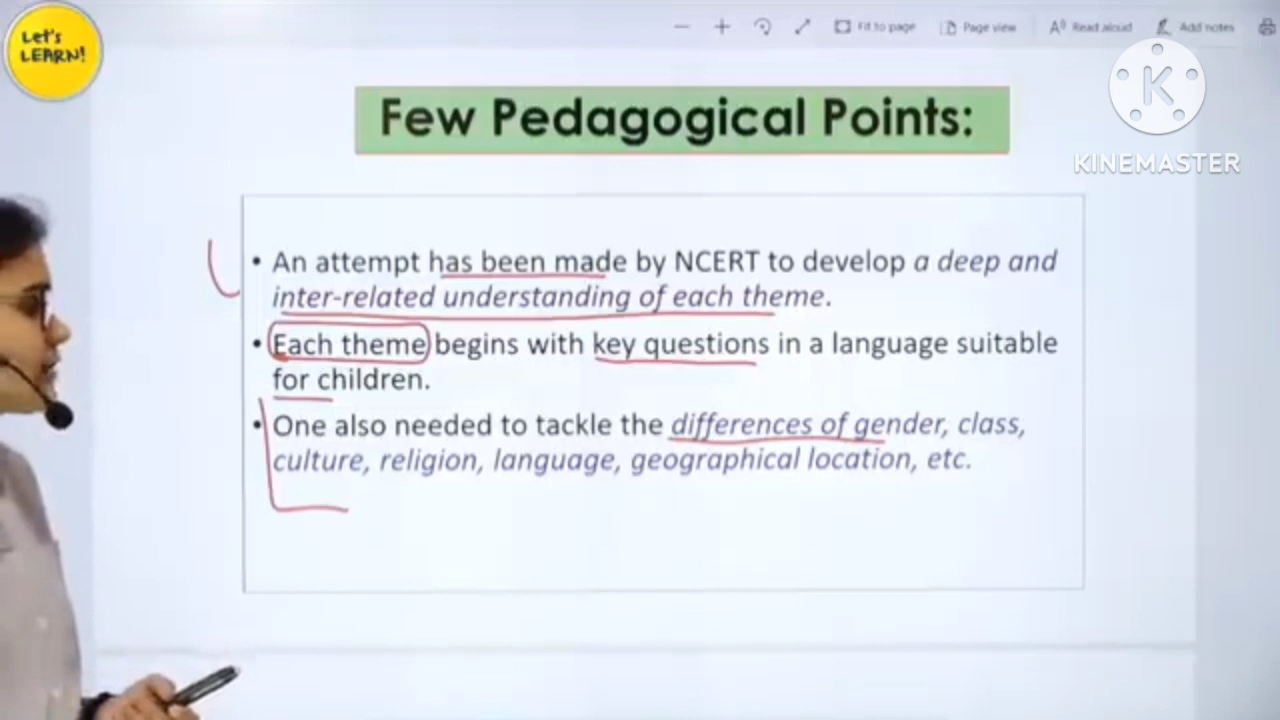 Let's
LEARN!
Fit to page
Page view
Read aloud
Add notes
K
KINEMASTER
Few Pedagogical Points:
• An attempt has been made by NCERT to develop a deep and
inter-related understanding of each theme.
• Each theme begins with key questions in a language suitable
for children.
• One also needed to tackle the differences of gender, class,
culture, religion, language, geographical location, etc.